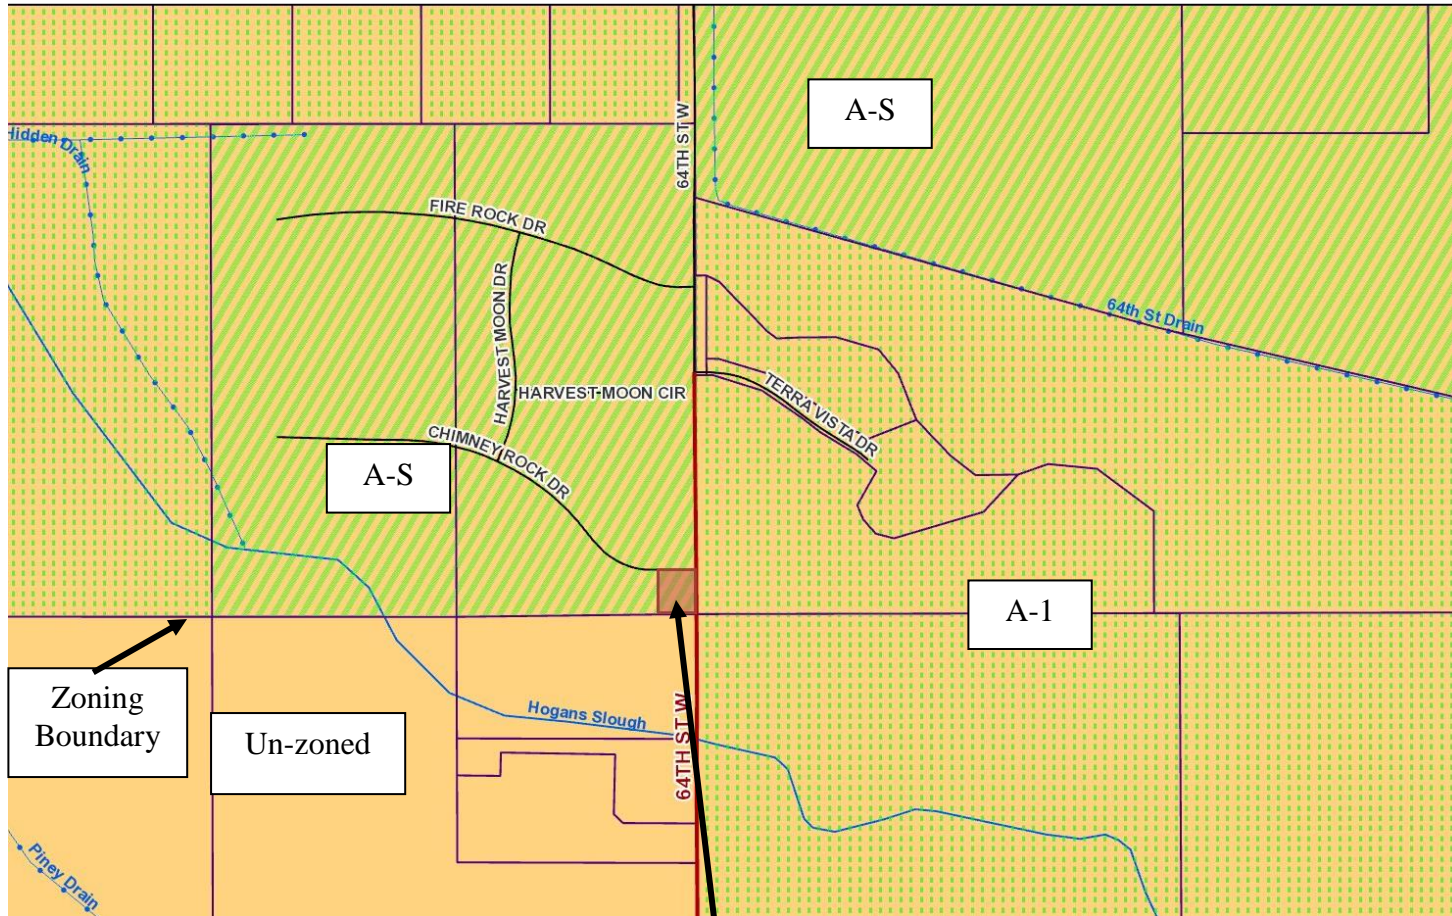 A-S
64TH ST W
Hidden Drain
FIRE ROCK DR
HARVEST MOON DR
64th St Drain
HARVEST MOON CIR
TERRA VISTA DR
CHIMNEY ROCK DR
A-S
A-1
Zoning
Boundary
Un-zoned
Hogans Slough
64TH ST W
Piney Drain